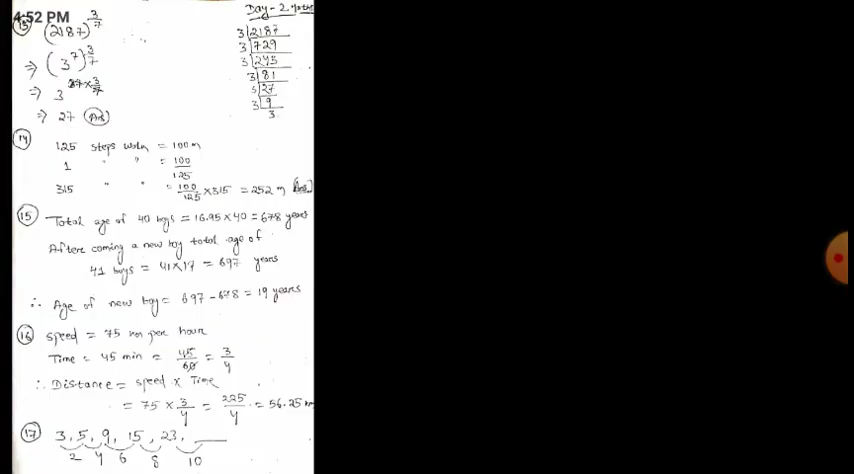 4:52 PM
Day - 2 Maths
13 (2187)^3/7
⇒ (3^7)^3/7
⇒ 3^7×3/7
⇒ 27 (Ans)
3 | 2187
3 | 729
3 | 243
3 | 81
3 | 27
3 | 9
3
14 125 steps = 100 m
1 " " = 100/125
315 " " = 100/125 × 315 = 252 m [Ans]
15 Total age of 40 boys = 16.95 × 40 = 678 years
After coming a new boy total age of
41 boys = 41 × 17 = 697 years
∴ Age of new boy = 697 - 678 = 19 years
16 speed = 75 km per hour
Time = 45 min = 45/60 = 3/4
∴ Distance = speed × Time
= 75 × 3/4 = 225/4 = 56.25 km
17 3, 5, 9, 15, 23, ___
2 4 6 8 10